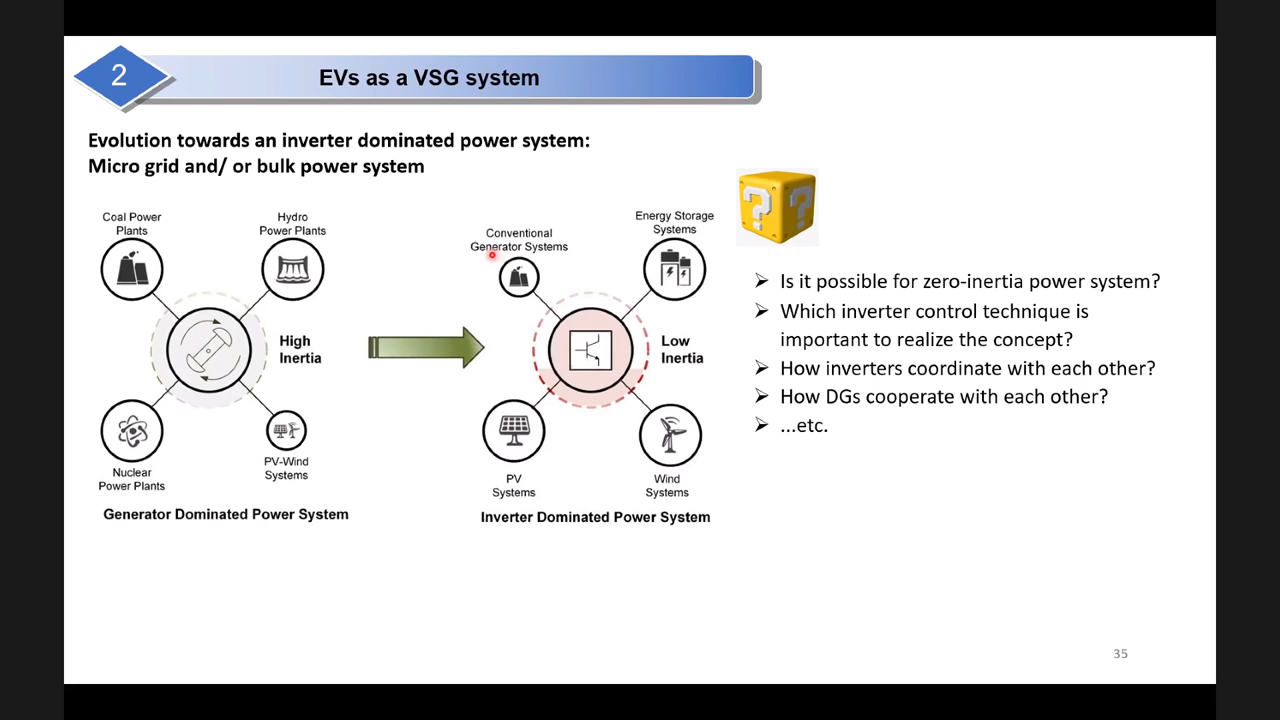 2
EVs as a VSG system
Evolution towards an inverter dominated power system:
Micro grid and/ or bulk power system
Coal Power
Plants
Hydro
Power Plants
High
Inertia
Nuclear
Power Plants
PV-Wind
Systems
Generator Dominated Power System
Conventional
Generator Systems
Energy Storage
Systems
Low
Inertia
PV
Systems
Wind
Systems
Inverter Dominated Power System
? ?
➢ Is it possible for zero-inertia power system?
➢ Which inverter control technique is
important to realize the concept?
➢ How inverters coordinate with each other?
➢ How DGs cooperate with each other?
➢ ...etc.
35